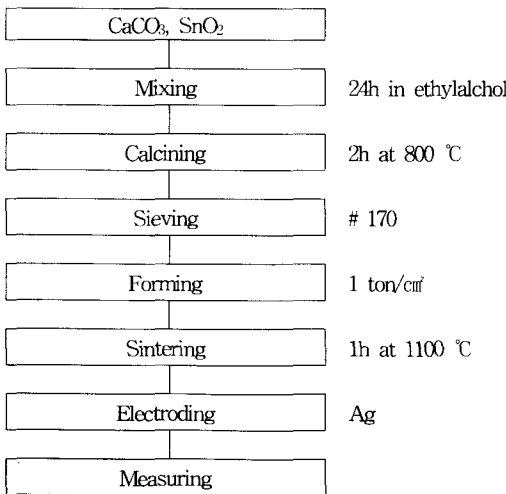 CaCO₃, SnO₂
Mixing 24h in ethylalchol
Calcining 2h at 800 ℃
Sieving # 170
Forming 1 ton/㎠
Sintering 1h at 1100 ℃
Electroding Ag
Measuring